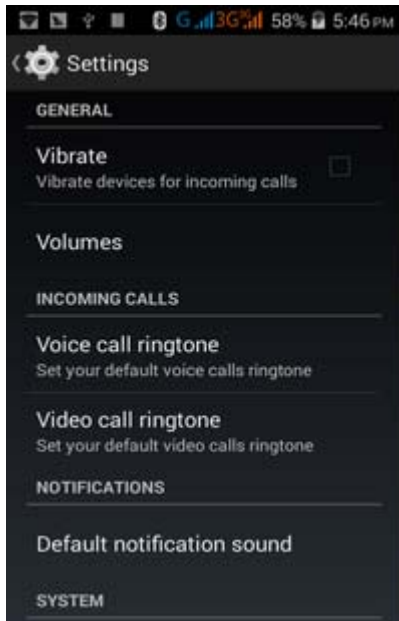 G 3G 58% 5:46 PM
Settings
GENERAL
Vibrate
Vibrate devices for incoming calls
Volumes
INCOMING CALLS
Voice call ringtone
Set your default voice calls ringtone
Video call ringtone
Set your default video calls ringtone
NOTIFICATIONS
Default notification sound
SYSTEM